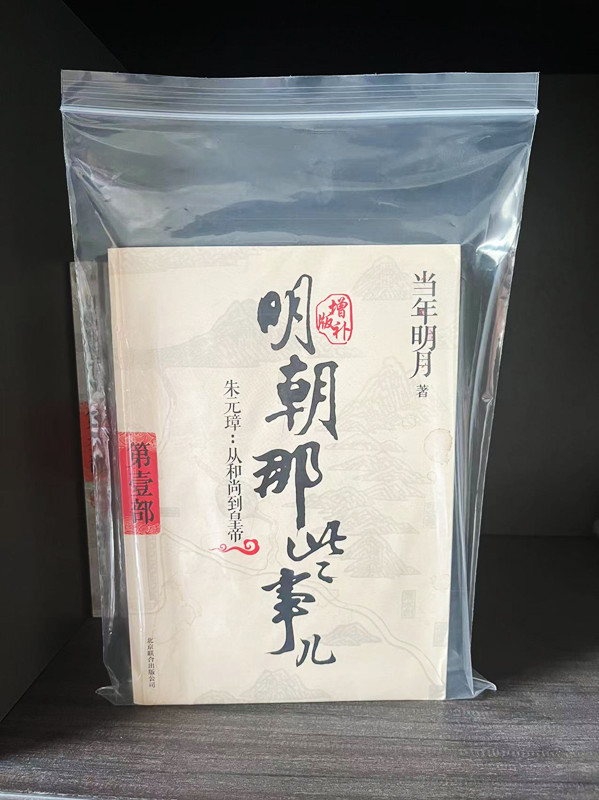 当年明月 著
增补版
明朝那些事儿
朱元璋：从和尚到皇帝
第壹部
北京联合出版公司